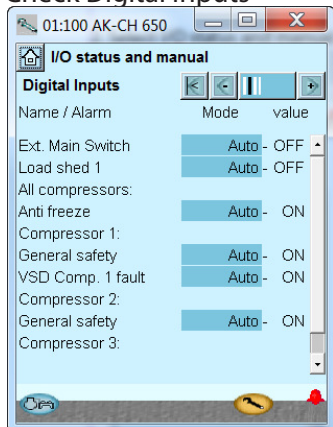 Check Digital Inputs
01:100 AK-CH 650
I/O status and manual
Digital Inputs
Name / Alarm Mode value
Ext. Main Switch Auto - OFF
Load shed 1 Auto - OFF
All compressors:
Anti freeze Auto - ON
Compressor 1:
General safety Auto - ON
VSD Comp. 1 fault Auto - ON
Compressor 2:
General safety Auto - ON
Compressor 3: